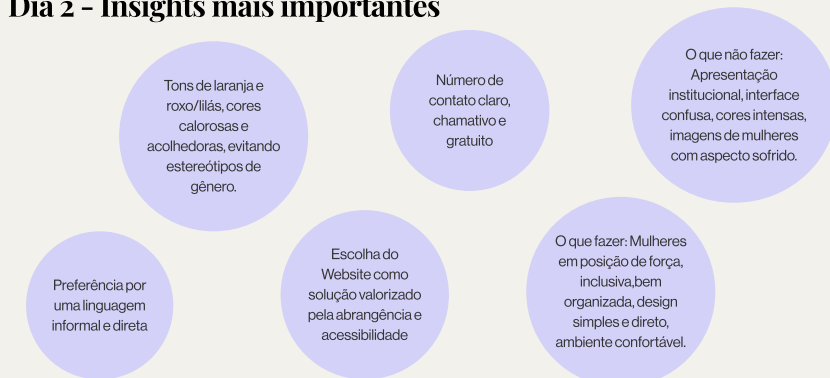 Dia 2 - Insights mais importantes
Tons de laranja e
roxo/lilás, cores
calorosas e
acolhedoras, evitando
estereótipos de
gênero.
Número de
contato claro,
chamativo e
gratuito
O que não fazer:
Apresentação
institucional, interface
confusa, cores intensas,
imagens de mulheres
com aspecto sofrido.
Preferência por
uma linguagem
informal e direta
Escolha do
Website como
solução valorizado
pela abrangência e
acessibilidade
O que fazer: Mulheres
em posição de força,
inclusiva,bem
organizada, design
simples e direto,
ambiente confortável.